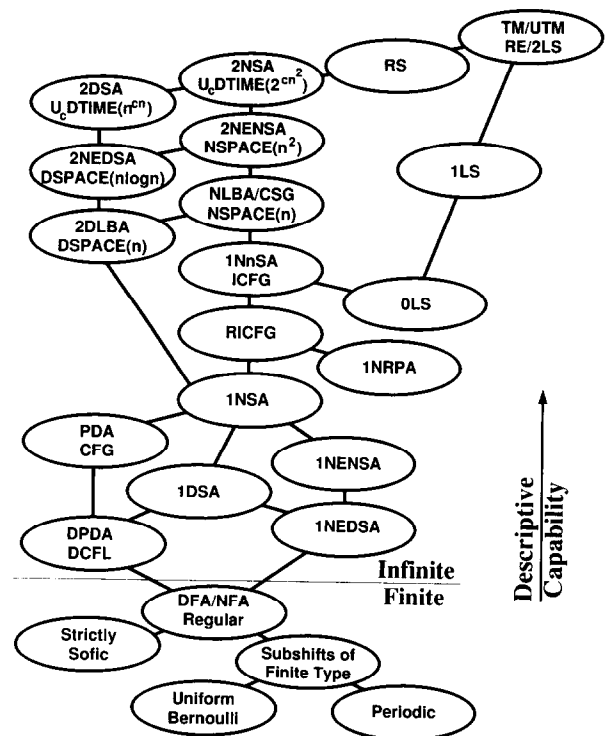 TM/UTM
RE/2LS
2NSA
U_cDTIME(2^cn^2)
RS
2DSA
U_cDTIME(n^cn)
2NENSA
NSPACE(n^2)
2NEDSA
DSPACE(nlogn)
1LS
NLBA/CSG
NSPACE(n)
2DLBA
DSPACE(n)
1NnSA
ICFG
0LS
RICFG
1NRPA
1NSA
PDA
CFG
1NENSA
1DSA
1NEDSA
DPDA
DCFL
Descriptive
Capability
Infinite
Finite
DFA/NFA
Regular
Strictly
Sofic
Subshifts of
Finite Type
Uniform
Bernoulli
Periodic